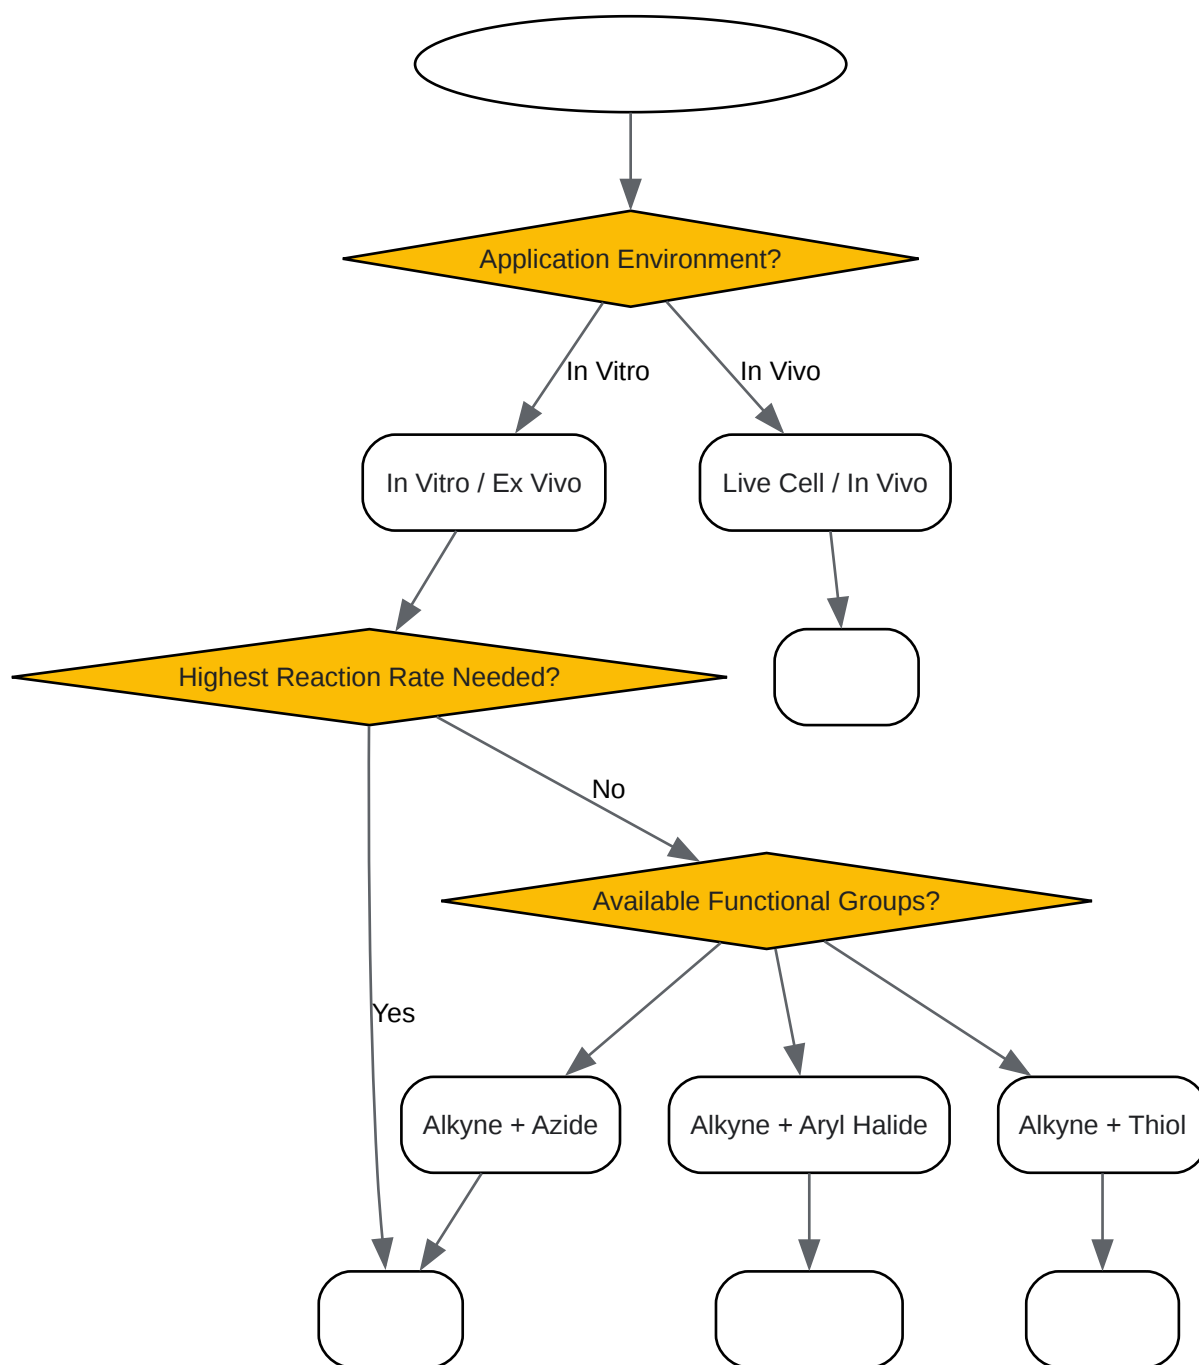 Application Environment?
In Vitro
In Vivo
In Vitro / Ex Vivo
Live Cell / In Vivo
Highest Reaction Rate Needed?
No
Available Functional Groups?
Yes
Alkyne + Azide
Alkyne + Aryl Halide
Alkyne + Thiol